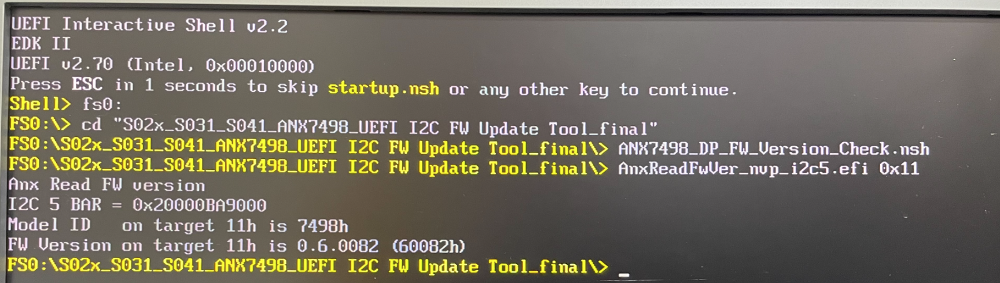 UEFI Interactive Shell v2.2
EDK II
UEFI v2.70 (Intel, 0x00010000)
Press ESC in 1 seconds to skip startup.nsh or any other key to continue.
Shell> fs0:
FS0:\> cd "S02x_S031_S041_ANX7498_UEFI I2C FW Update Tool_final"
FS0:\S02x_S031_S041_ANX7498_UEFI I2C FW Update Tool_final\> ANX7498_DP_FW_Version_Check.nsh
FS0:\S02x_S031_S041_ANX7498_UEFI I2C FW Update Tool_final\> AnxReadFwVer_nvp_i2c5.efi 0x11
Anx Read FW version
I2C 5 BAR = 0x20000BA9000
Model ID   on target 11h is 7498h
FW Version on target 11h is 0.6.0082 (60082h)
FS0:\S02x_S031_S041_ANX7498_UEFI I2C FW Update Tool_final\> _